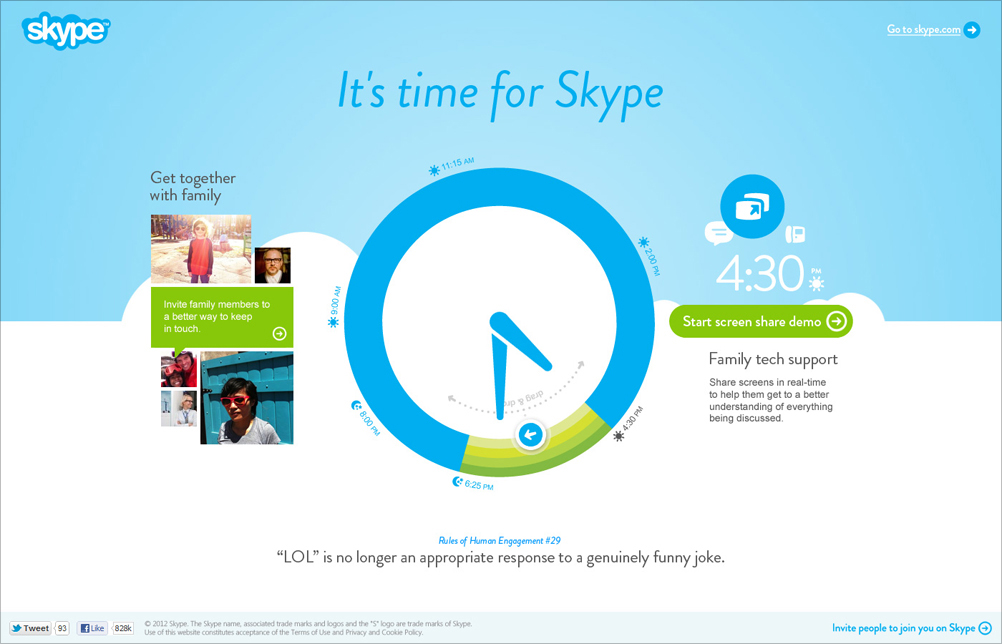 skype™
Go to skype.com
It's time for Skype
Get together
with family
Invite family members to
a better way to keep
in touch.
11:15 AM
2:00 PM
9:00 AM
4:30 PM
8:00 PM
6:25 PM
drag & drop
4:30 PM
Start screen share demo
Family tech support
Share screens in real-time
to help them get to a better
understanding of everything
being discussed.
Rules of Human Engagement #29
“LOL” is no longer an appropriate response to a genuinely funny joke.
Tweet 93 Like 828k
© 2012 Skype. The Skype name, associated trade marks and logos and the "S" logo are trade marks of Skype.
Use of this website constitutes acceptance of the Terms of Use and Privacy and Cookie Policy.
Invite people to join you on Skype